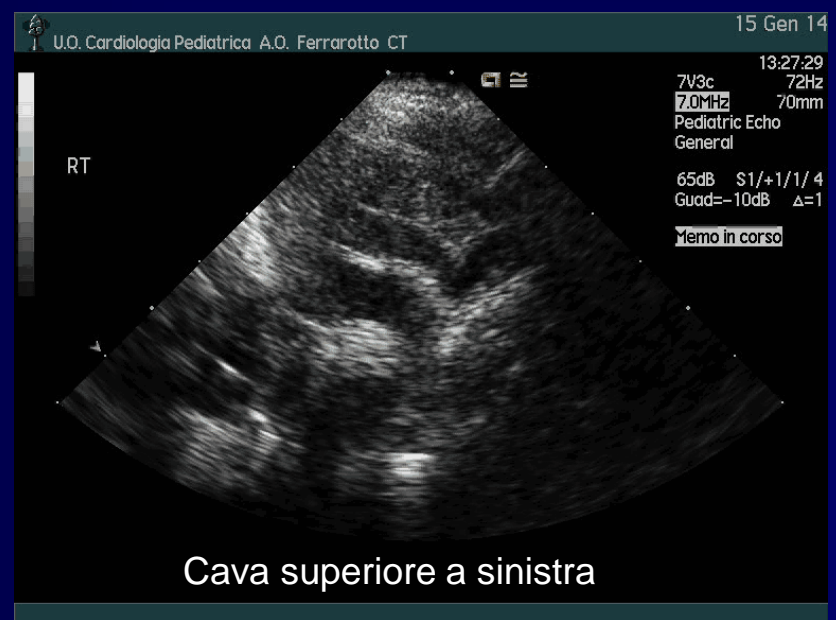 15 Gen 14
U.O. Cardiologia Pediatrica A.O. Ferrarotto CT
13:27:29
7V3c 72Hz
7.0MHz 70mm
Pediatric Echo
General
RT
65dB S1/+1/1/4
Guad=-10dB Δ=1
Memo in corso
Cava superiore a sinistra